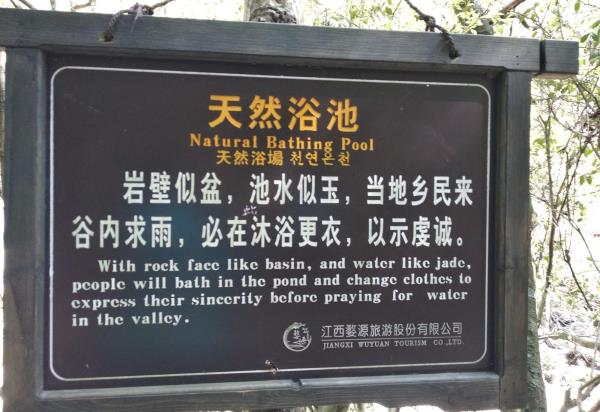 天然浴池
Natural Bathing Pool
天然浴場 천연온천
岩壁似盆，池水似玉，当地乡民来
谷内求雨，必在沐浴更衣，以示虔诚。
With rock face like basin, and water like jade,
people will bath in the pond and change clothes to
express their sincerity before praying for water
in the valley.
江西婺源旅游股份有限公司
JIANGXI WUYUAN TOURISM CO.,LTD.